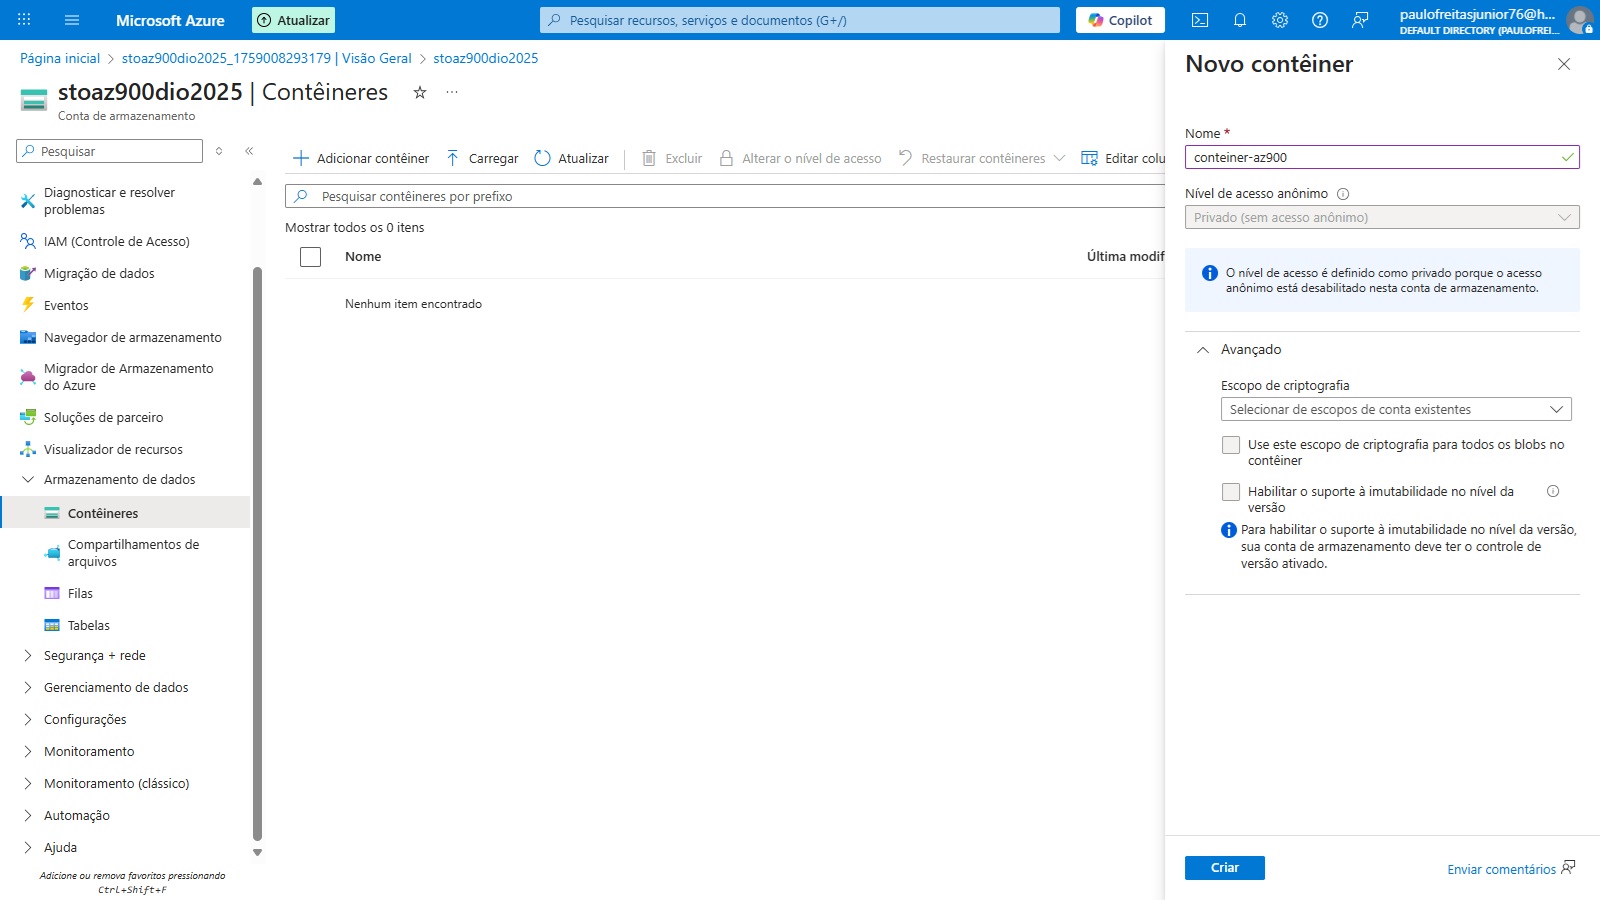 Microsoft Azure
Atualizar
Pesquisar recursos, serviços e documentos (G+/)
Copilot
paulofreitasjunior76@h...
DEFAULT DIRECTORY (PAULOFREI...
Página inicial > stoaz900dio2025_1759008293179 | Visão Geral > stoaz900dio2025
stoaz900dio2025 | Contêineres
Conta de armazenamento
Pesquisar
Diagnosticar e resolver
problemas
IAM (Controle de Acesso)
Migração de dados
Eventos
Navegador de armazenamento
Migrador de Armazenamento
do Azure
Soluções de parceiro
Visualizador de recursos
Armazenamento de dados
Contêineres
Compartilhamentos de
arquivos
Filas
Tabelas
Segurança + rede
Gerenciamento de dados
Configurações
Monitoramento
Monitoramento (clássico)
Automação
Ajuda
Adicione ou remova favoritos pressionando
Ctrl+Shift+F
Adicionar contêiner
Carregar
Atualizar
Excluir
Alterar o nível de acesso
Restaurar contêineres
Editar colu
Pesquisar contêineres por prefixo
Mostrar todos os 0 itens
Nome
Última modif
Nenhum item encontrado
Novo contêiner
Nome *
conteiner-az900
Nível de acesso anônimo
Privado (sem acesso anônimo)
O nível de acesso é definido como privado porque o acesso
anônimo está desabilitado nesta conta de armazenamento.
Avançado
Escopo de criptografia
Selecionar de escopos de conta existentes
Use este escopo de criptografia para todos os blobs no
contêiner
Habilitar o suporte à imutabilidade no nível da
versão
Para habilitar o suporte à imutabilidade no nível da versão,
sua conta de armazenamento deve ter o controle de
versão ativado.
Criar
Enviar comentários